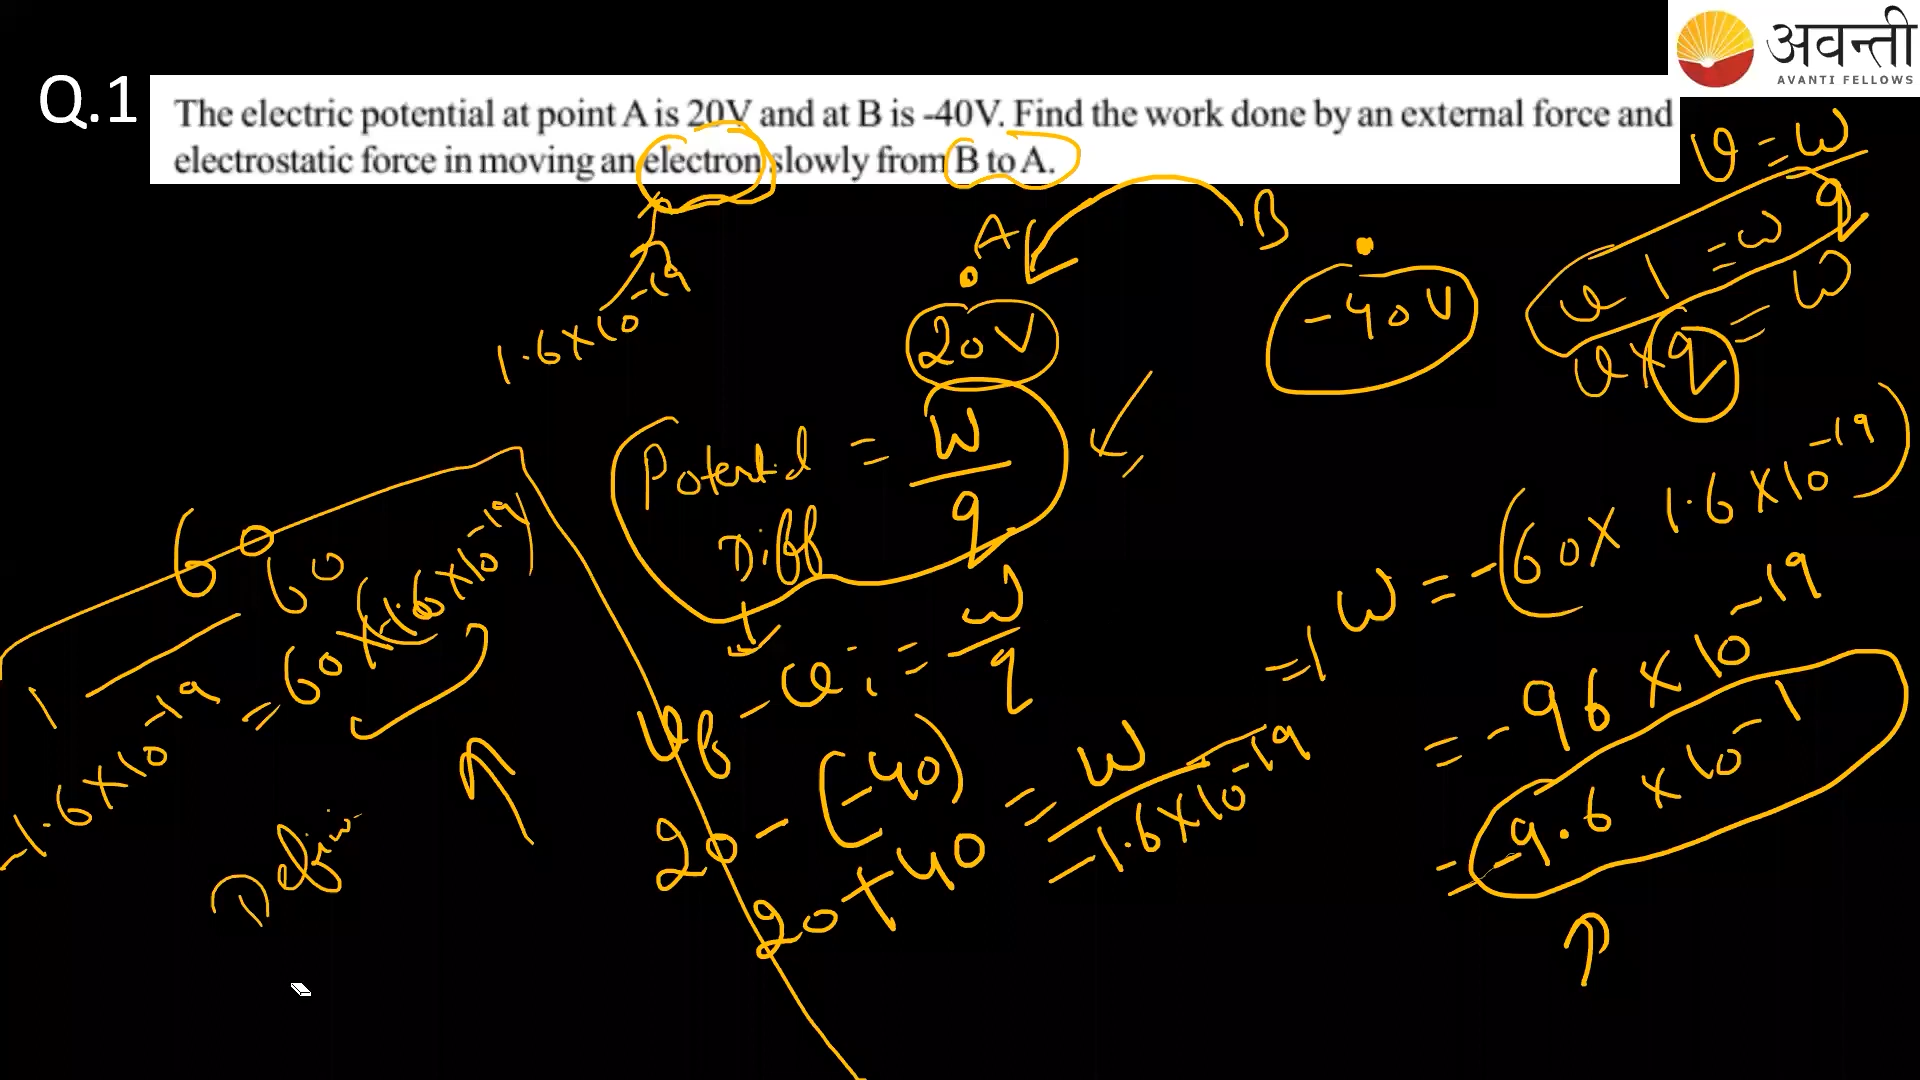 अवन्ती
AVANTI FELLOWS
Q.1
The electric potential at point A is 20V and at B is -40V. Find the work done by an external force and
electrostatic force in moving an electron slowly from B to A.
1.6×10^-19
A
B
20V
-40V
V = W
q
V 1 = W
V×q = W
Potential = W
Diff q
60
60
1
-1.6×10^-19 = 60×(-1.6×10^-19)
Defini
Vf - Vi = W
q
20 - (-40) = W
-1.6×10^-19
20+40
=) W = -(60× 1.6×10^-19)
= -96×10^-19
= -9.6×10^-1